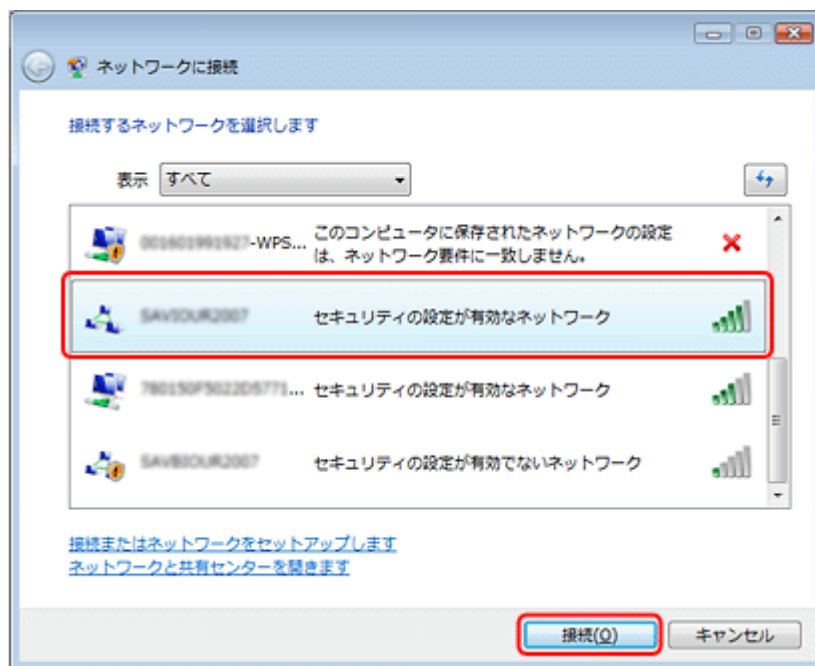 ネットワークに接続
接続するネットワークを選択します
表示 すべて
-WPS... このコンピュータに保存されたネットワークの設定
は、ネットワーク要件に一致しません。
SAVIOUR2007 セキュリティの設定が有効なネットワーク
セキュリティの設定が有効なネットワーク
セキュリティの設定が有効でないネットワーク
接続またはネットワークをセットアップします
ネットワークと共有センターを開きます
接続(O) キャンセル